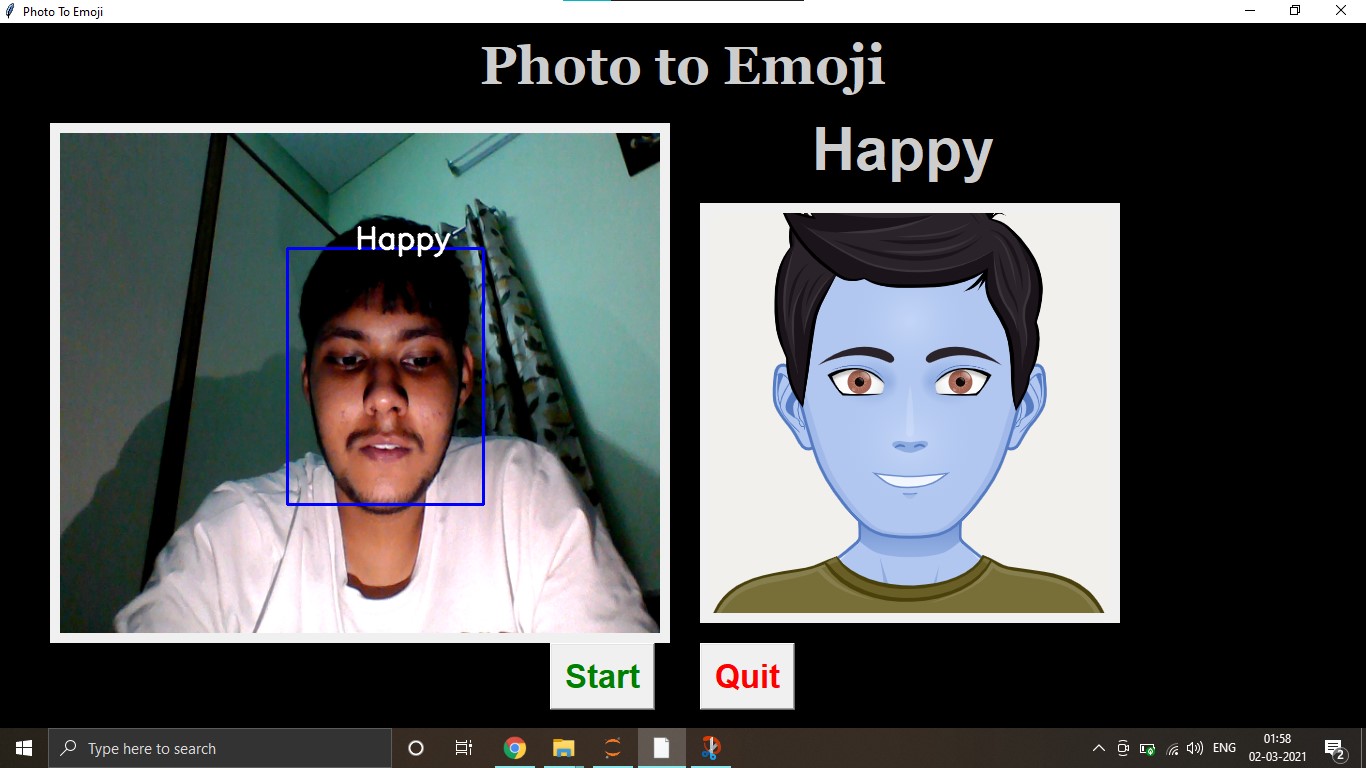 Photo To Emoji
Photo to Emoji
Happy
Happy
Start
Quit
Type here to search
ENG
01:58
02-03-2021
2